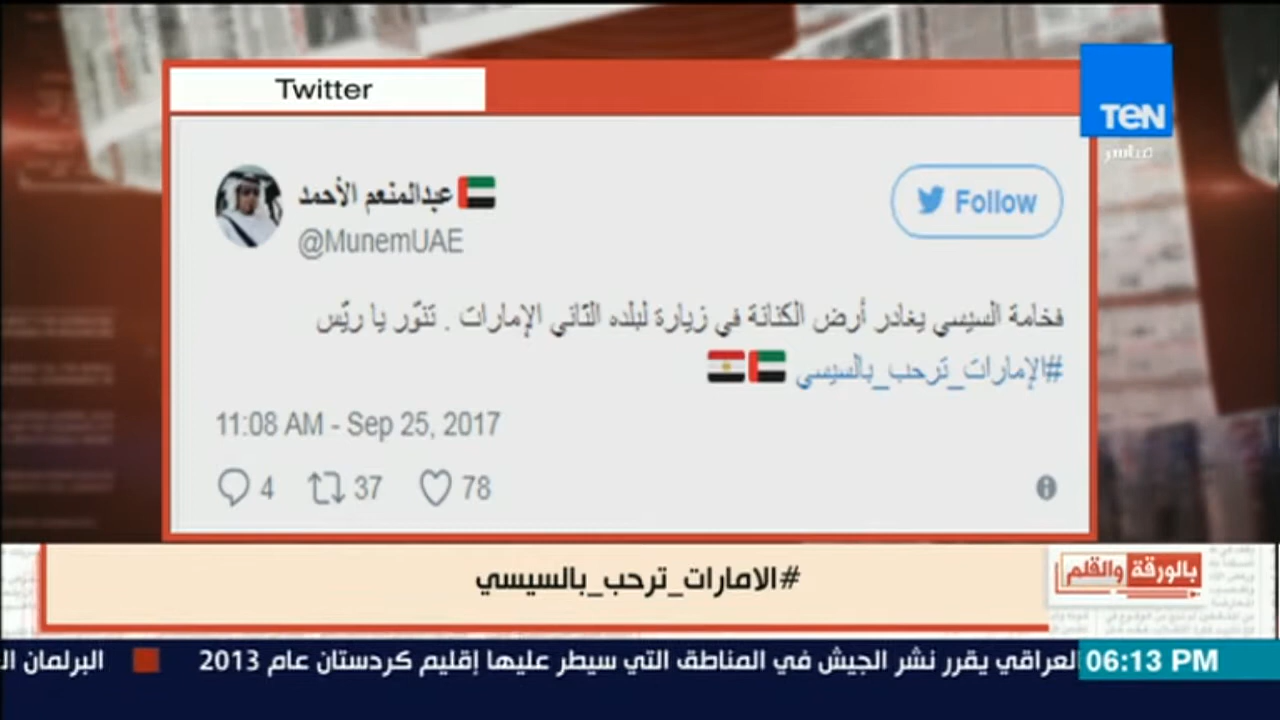 Twitter
TEN
مباشر
عبدالمنعم الأحمد
@MunemUAE
Follow
فخامة السيسي يغادر أرض الكنانة في زيارة لبلده الثاني الإمارات . تنوّر يا ريّس
#الإمارات_ترحب_بالسيسي
11:08 AM - Sep 25, 2017
4 37 78
#الامارات_ترحب_بالسيسي
بالورقة والقلم
العراقي يقرر نشر الجيش في المناطق التي سيطر عليها إقليم كردستان عام 2013 البرلمان
06:13 PM